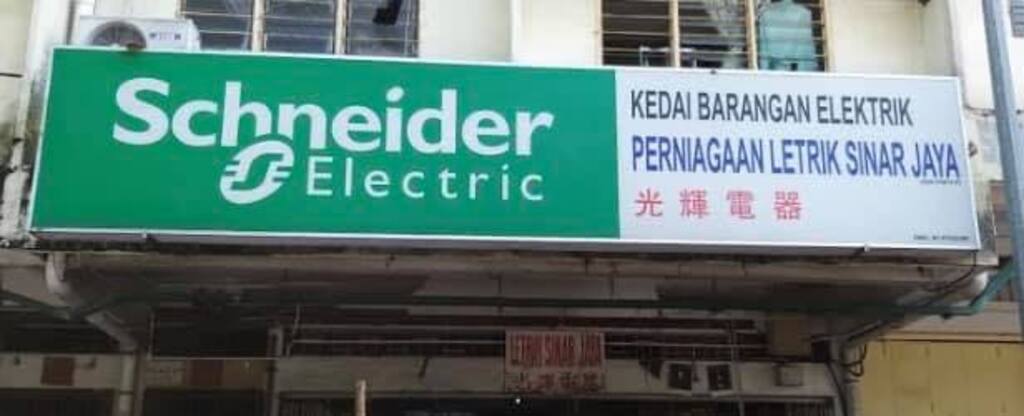 Schneider
Electric
KEDAI BARANGAN ELEKTRIK
PERNIAGAAN LETRIK SINAR JAYA
光輝電器
LETRIK SINAR JAYA